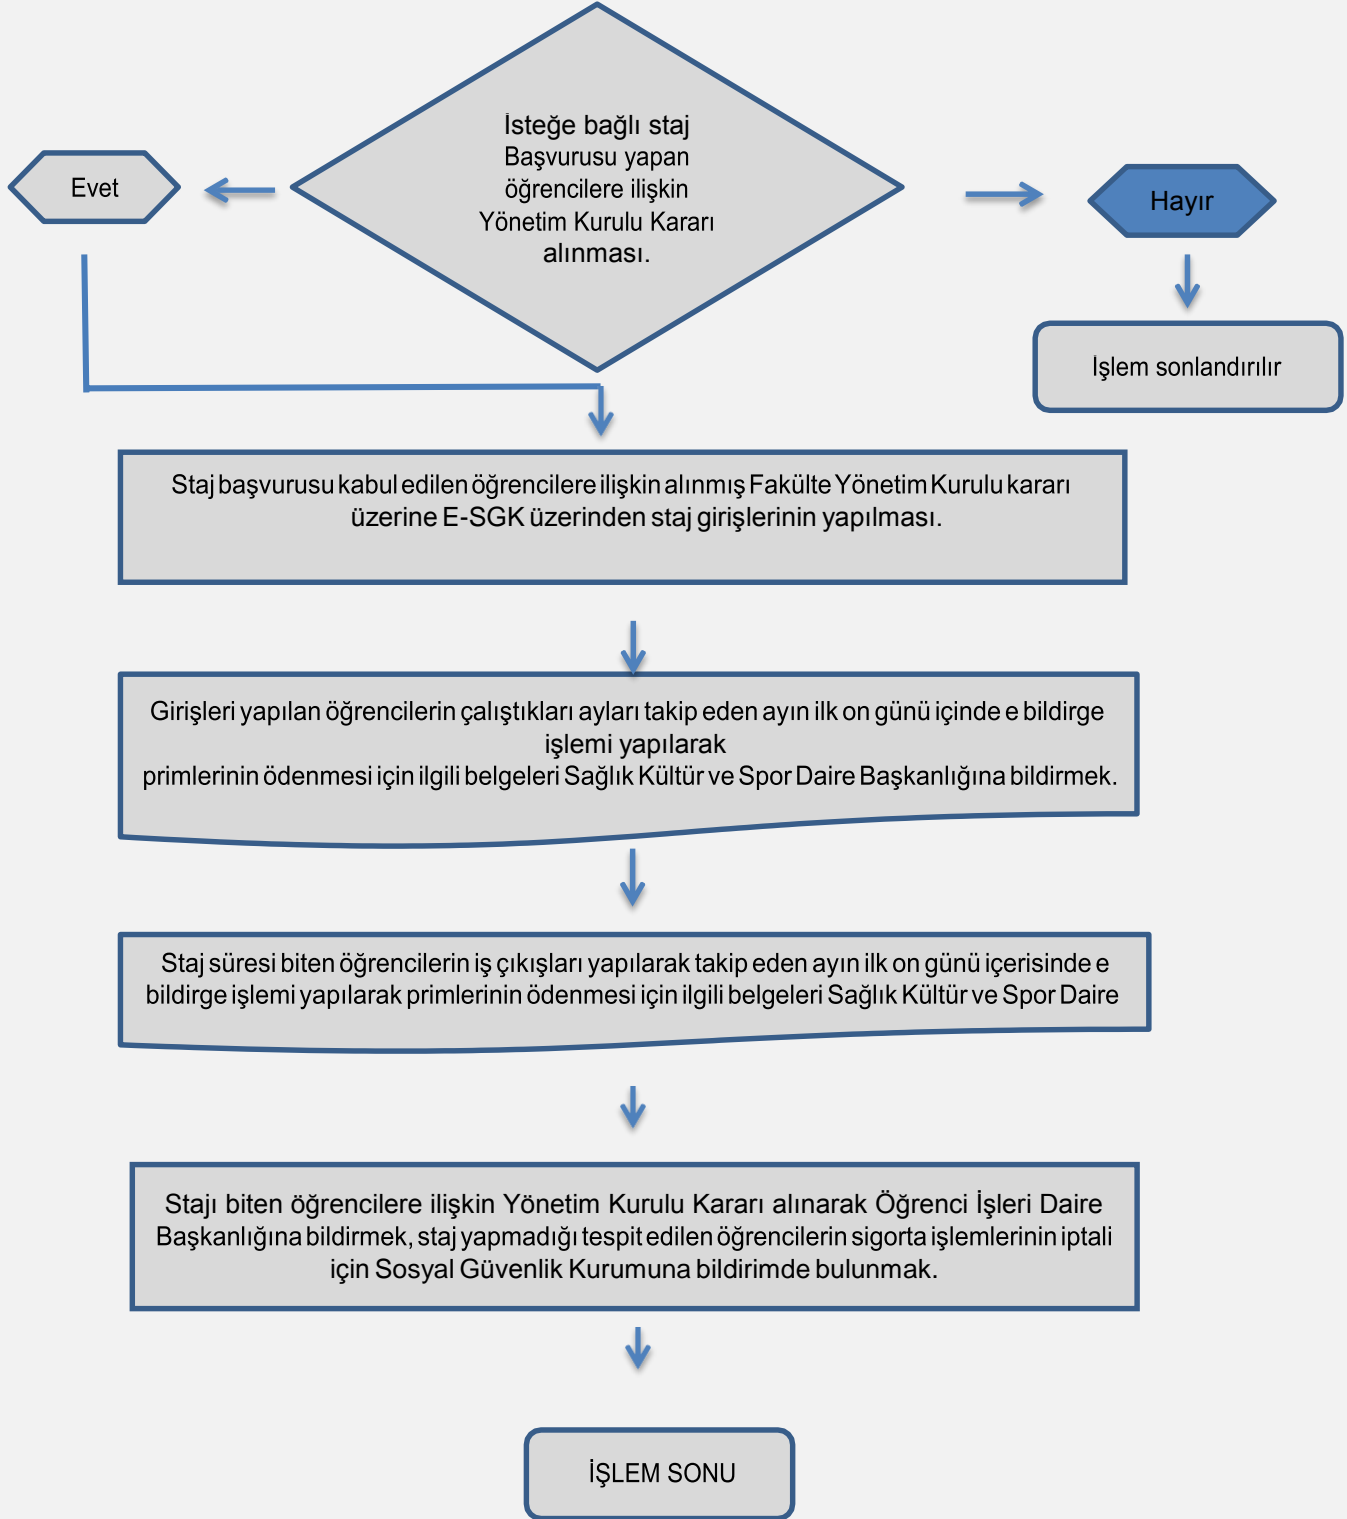 İsteğe bağlı staj
Başvurusu yapan
öğrencilere ilişkin
Yönetim Kurulu Kararı
alınması.
Evet
Hayır
İşlem sonlandırılır
Staj başvurusu kabul edilen öğrencilere ilişkin alınmış Fakülte Yönetim Kurulu kararı
üzerine E-SGK üzerinden staj girişlerinin yapılması.
Girişleri yapılan öğrencilerin çalıştıkları ayları takip eden ayın ilk on günü içinde e bildirge
işlemi yapılarak
primlerinin ödenmesi için ilgili belgeleri Sağlık Kültür ve Spor Daire Başkanlığına bildirmek.
Staj süresi biten öğrencilerin iş çıkışları yapılarak takip eden ayın ilk on günü içerisinde e
bildirge işlemi yapılarak primlerinin ödenmesi için ilgili belgeleri Sağlık Kültür ve Spor Daire
Stajı biten öğrencilere ilişkin Yönetim Kurulu Kararı alınarak Öğrenci İşleri Daire
Başkanlığına bildirmek, staj yapmadığı tespit edilen öğrencilerin sigorta işlemlerinin iptali
için Sosyal Güvenlik Kurumuna bildirimde bulunmak.
İŞLEM SONU